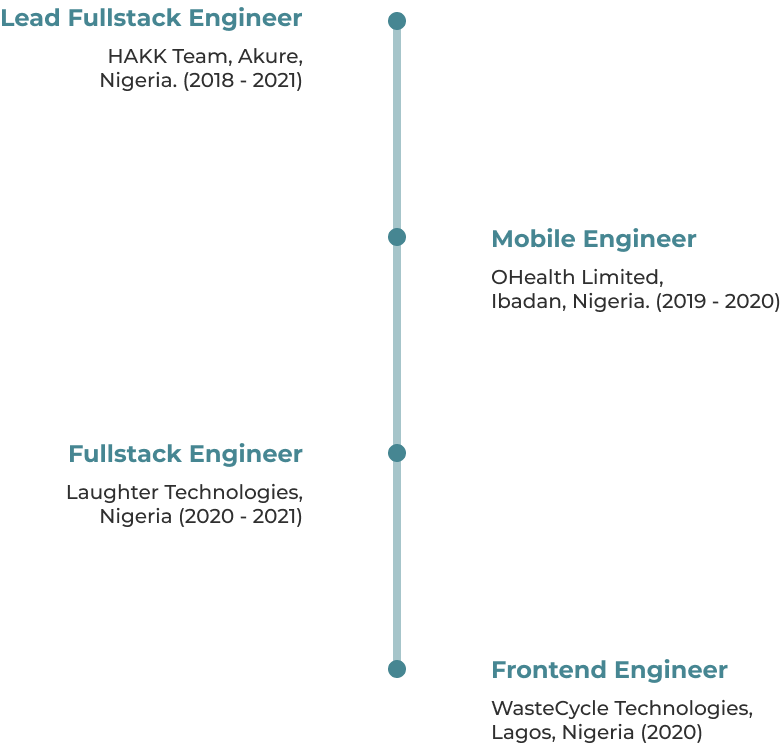 Lead Fullstack Engineer
HAKK Team, Akure,
Nigeria. (2018 - 2021)
Mobile Engineer
OHealth Limited,
Ibadan, Nigeria. (2019 - 2020)
Fullstack Engineer
Laughter Technologies,
Nigeria (2020 - 2021)
Frontend Engineer
WasteCycle Technologies,
Lagos, Nigeria (2020)